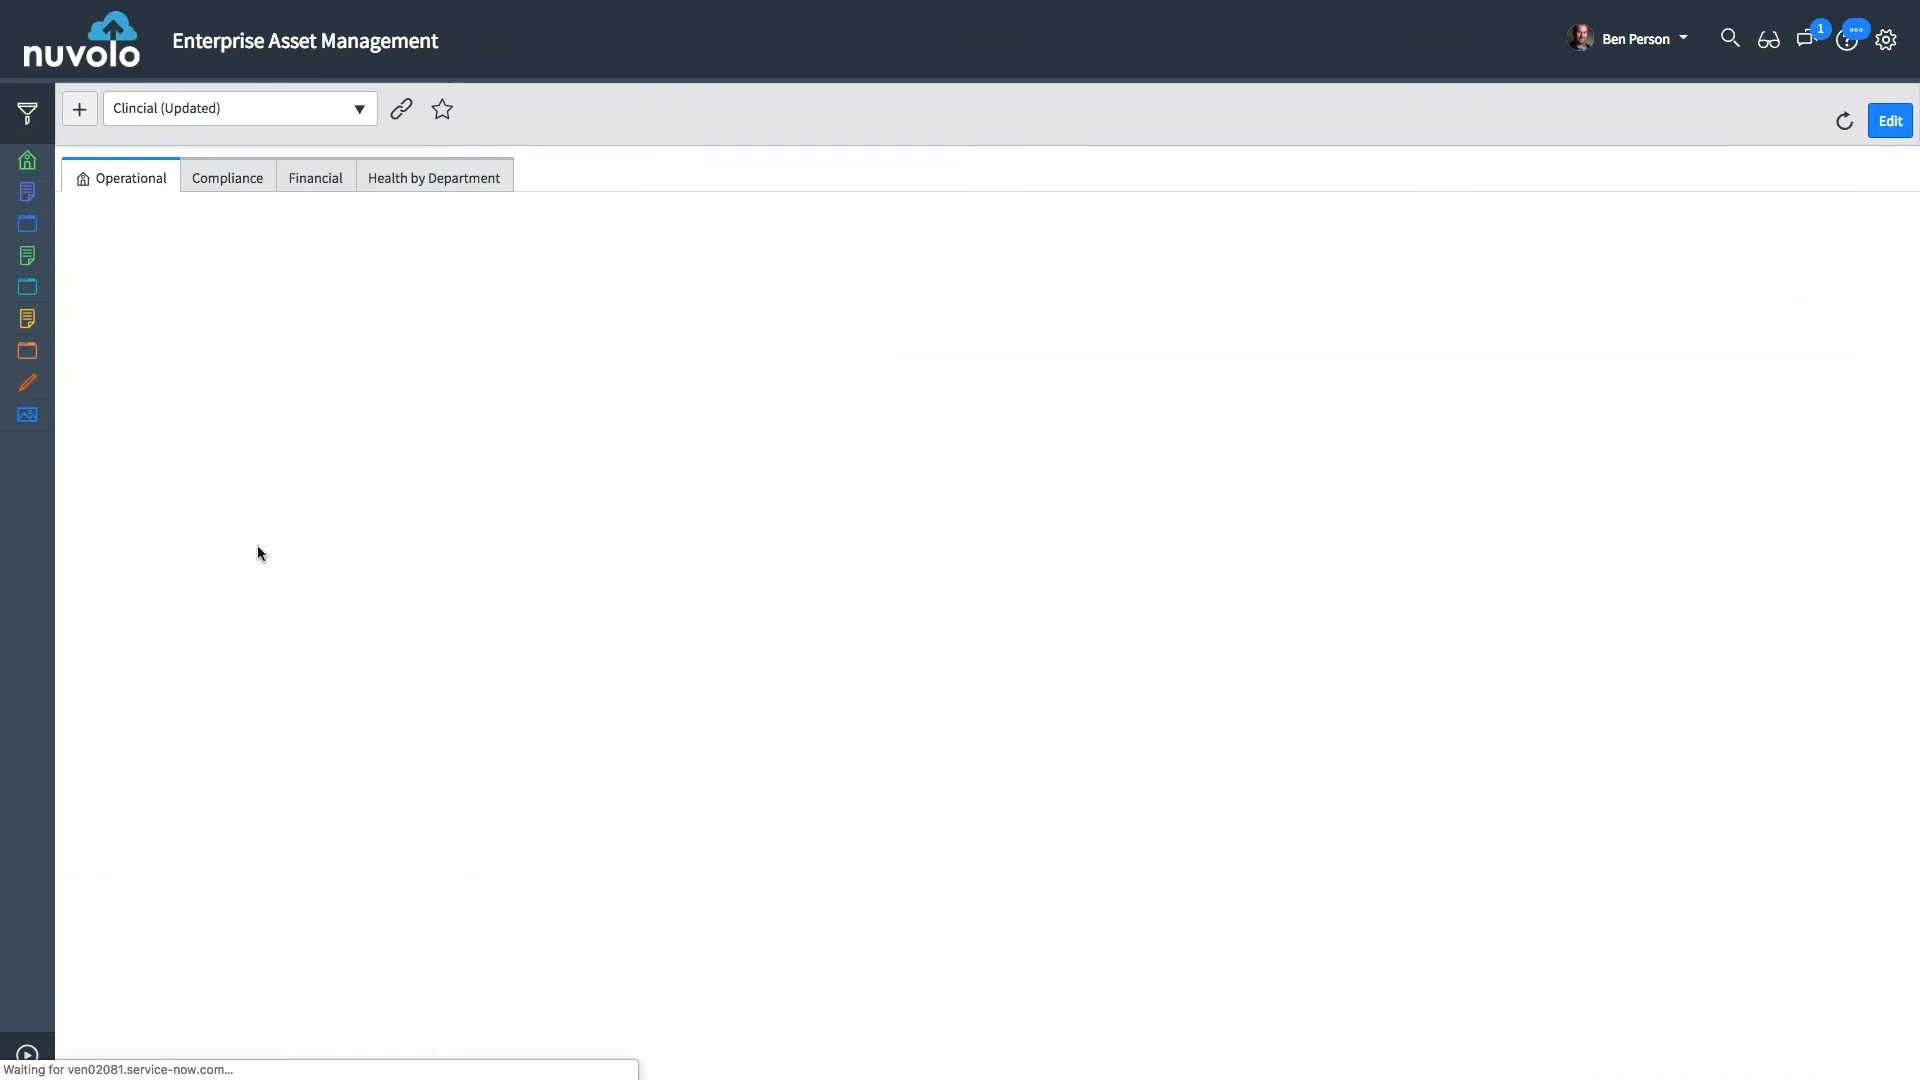 nuvolo
Enterprise Asset Management
Ben Person
1
Clincial (Updated)
Edit
Operational
Compliance
Financial
Health by Department
Waiting for ven02081.service-now.com...